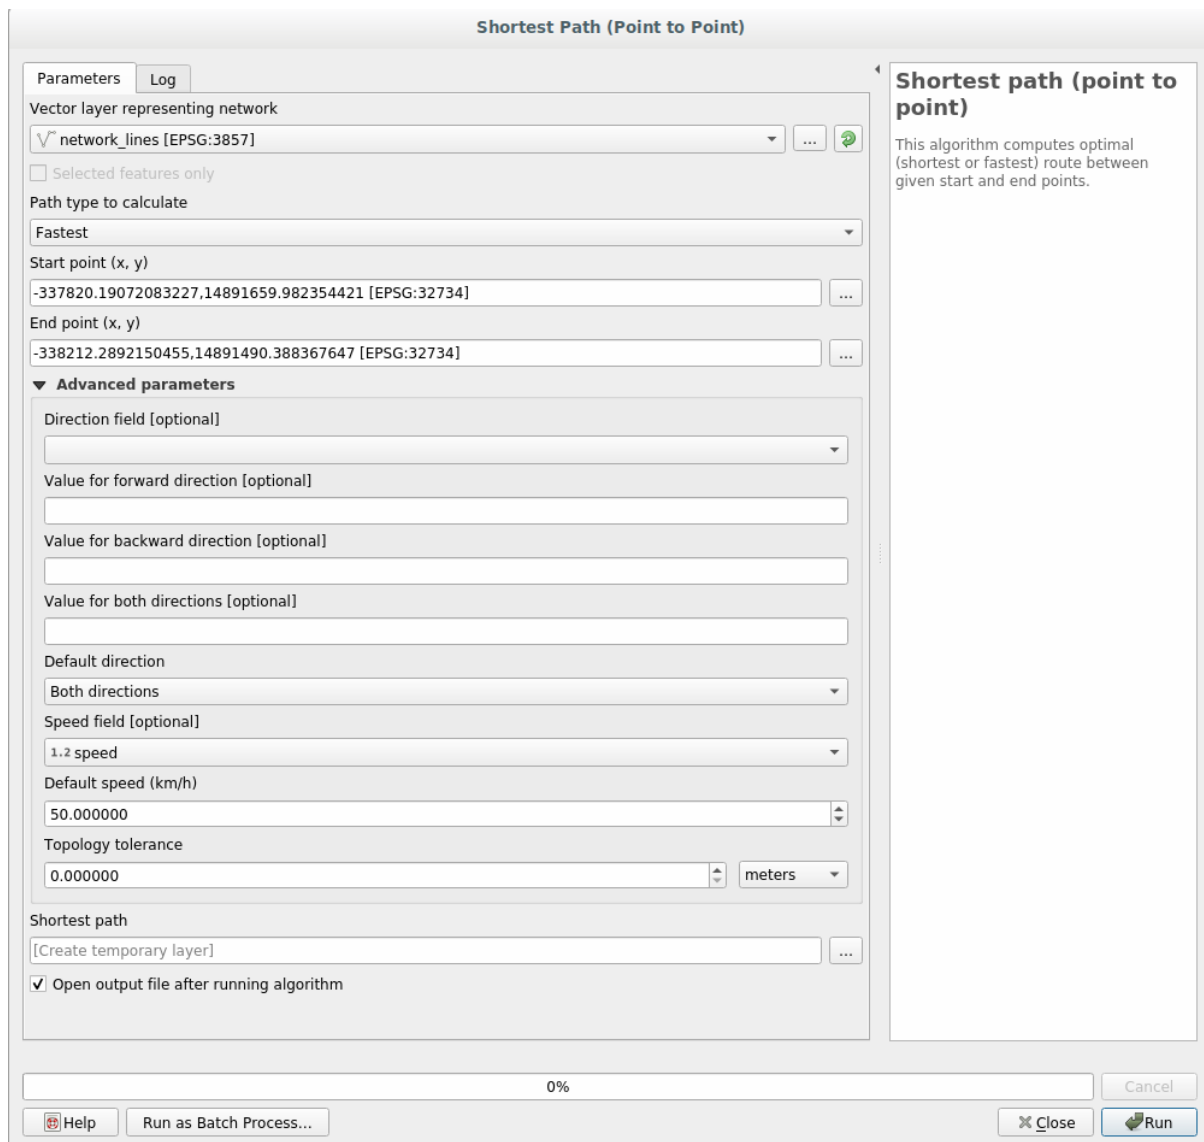 Shortest Path (Point to Point)
Parameters
Log
Vector layer representing network
network_lines [EPSG:3857]
...
Selected features only
Path type to calculate
Fastest
Start point (x, y)
-337820.19072083227,14891659.982354421 [EPSG:32734]
...
End point (x, y)
-338212.2892150455,14891490.388367647 [EPSG:32734]
...
Advanced parameters
Direction field [optional]
Value for forward direction [optional]
Value for backward direction [optional]
Value for both directions [optional]
Default direction
Both directions
Speed field [optional]
1.2 speed
Default speed (km/h)
50.000000
Topology tolerance
0.000000
meters
Shortest path
[Create temporary layer]
...
Open output file after running algorithm
Shortest path (point to
point)
This algorithm computes optimal
(shortest or fastest) route between
given start and end points.
0%
Cancel
Help
Run as Batch Process...
Close
Run